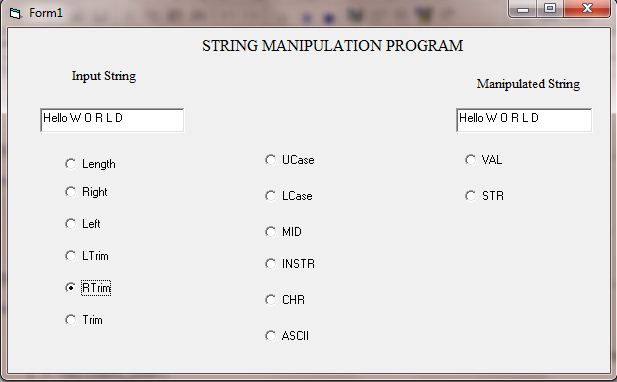 Form1
STRING MANIPULATION PROGRAM
Input String
Manipulated String
Hello W O R L D
Hello W O R L D
Length
Right
Left
LTrim
RTrim
Trim
UCase
LCase
MID
INSTR
CHR
ASCII
VAL
STR